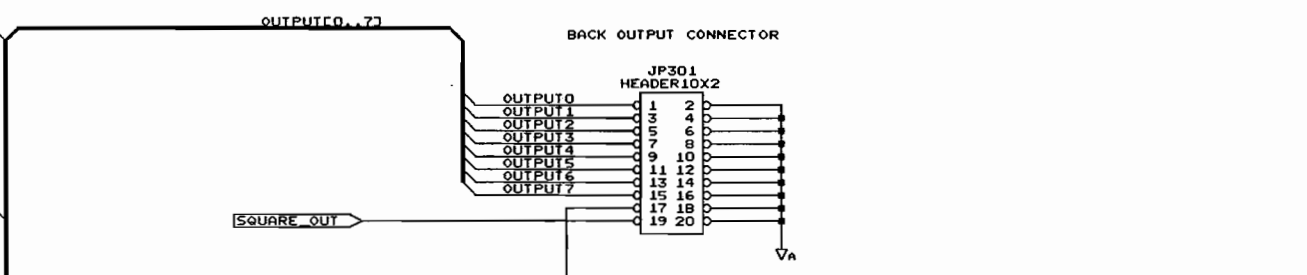 OUTPUT[0..7]
BACK OUTPUT CONNECTOR
JP301
HEADER10X2
OUTPUT0 1 2
OUTPUT1 3 4
OUTPUT2 5 6
OUTPUT3 7 8
OUTPUT4 9 10
OUTPUT5 11 12
OUTPUT6 13 14
OUTPUT7 15 16
17 18
SQUARE_OUT 19 20
A